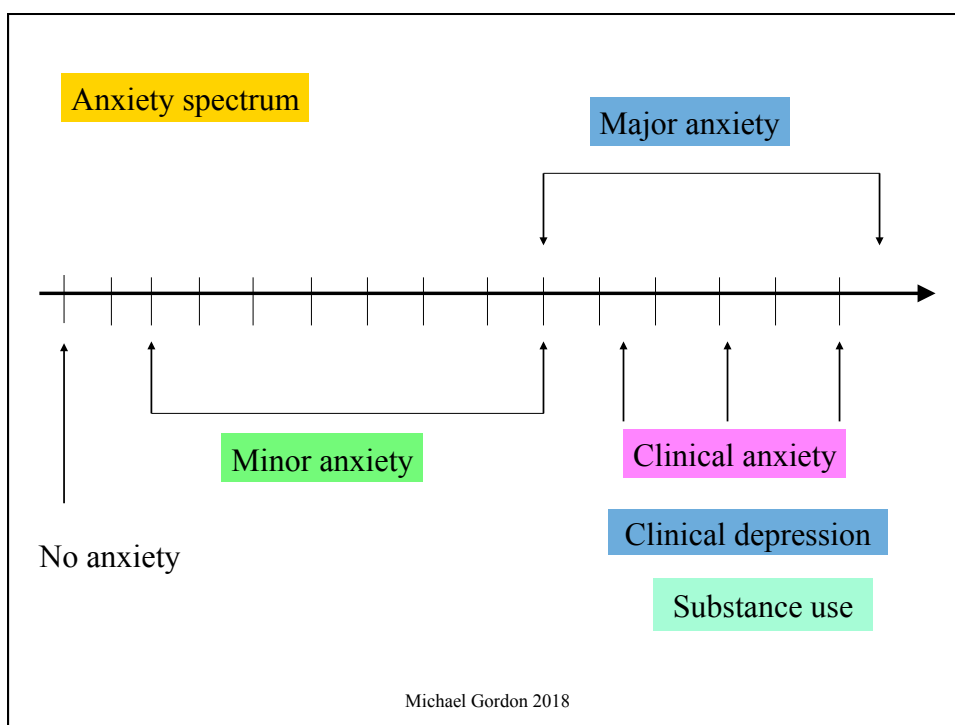 Anxiety spectrum
Major anxiety
Minor anxiety
Clinical anxiety
No anxiety
Clinical depression
Substance use
Michael Gordon 2018